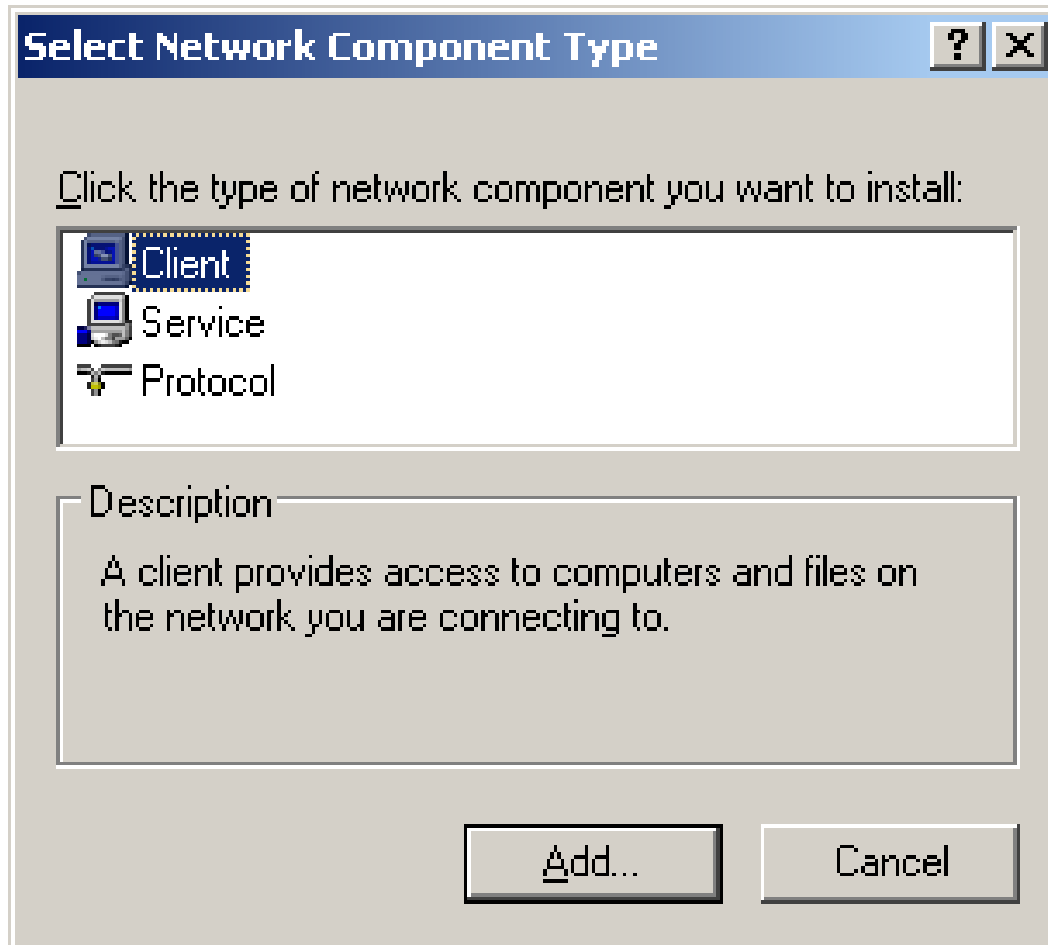 Select Network Component Type
Click the type of network component you want to install:
Client
Service
Protocol
Description
A client provides access to computers and files on
the network you are connecting to.
Add...
Cancel